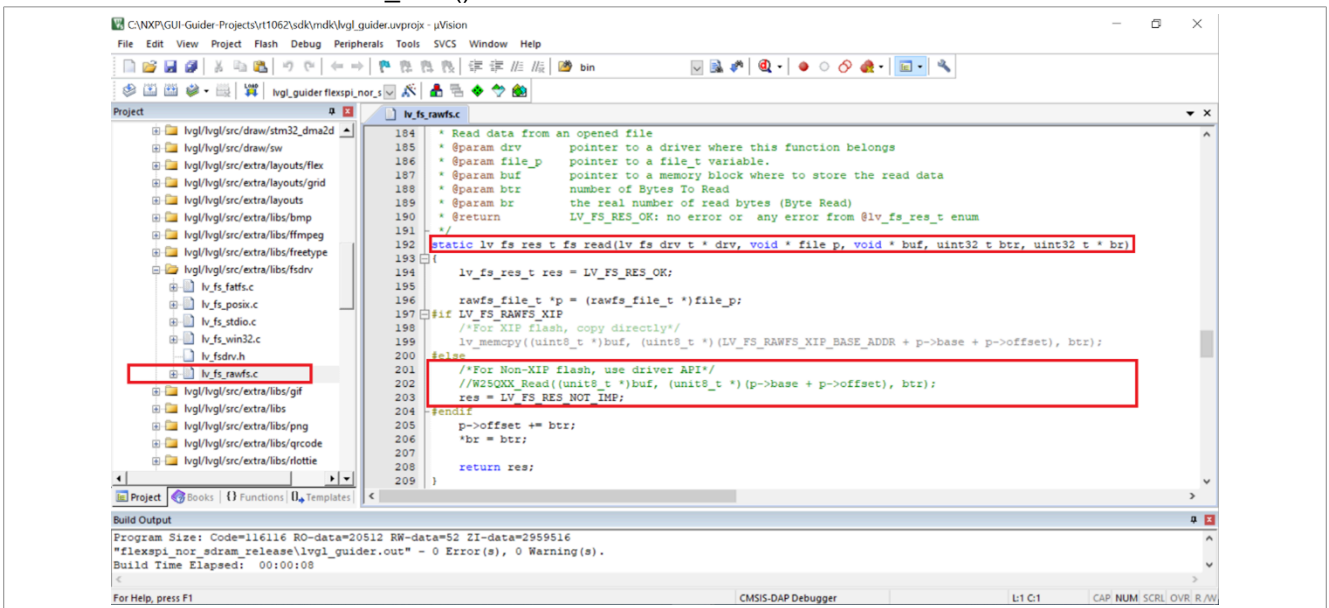 C:\NXP\GUI-Guider-Projects\rt1062\sdk\mdk\lvgl_guider.uvprojx - µVision
File Edit View Project Flash Debug Peripherals Tools SVCS Window Help
bin
LOAD
lvgl_guider flexspi_nor_s
Project
lvgl/lvgl/src/draw/stm32_dma2d
lvgl/lvgl/src/draw/sw
lvgl/lvgl/src/extra/layouts/flex
lvgl/lvgl/src/extra/layouts/grid
lvgl/lvgl/src/extra/layouts
lvgl/lvgl/src/extra/libs/bmp
lvgl/lvgl/src/extra/libs/ffmpeg
lvgl/lvgl/src/extra/libs/freetype
lvgl/lvgl/src/extra/libs/fsdrv
lv_fs_fatfs.c
lv_fs_posix.c
lv_fs_stdio.c
lv_fs_win32.c
lv_fsdrv.h
lv_fs_rawfs.c
lvgl/lvgl/src/extra/libs/gif
lvgl/lvgl/src/extra/libs
lvgl/lvgl/src/extra/libs/png
lvgl/lvgl/src/extra/libs/qrcode
lvgl/lvgl/src/extra/libs/rlottie
Project Books {} Functions Templates
lv_fs_rawfs.c
184 * Read data from an opened file
185 * @param drv pointer to a driver where this function belongs
186 * @param file_p pointer to a file_t variable.
187 * @param buf pointer to a memory block where to store the read data
188 * @param btr number of Bytes To Read
189 * @param br the real number of read bytes (Byte Read)
190 * @return LV_FS_RES_OK: no error or any error from @lv_fs_res_t enum
191 */
192 static lv_fs_res_t fs_read(lv_fs_drv_t * drv, void * file_p, void * buf, uint32_t btr, uint32_t * br)
193 {
194 lv_fs_res_t res = LV_FS_RES_OK;
195
196 rawfs_file_t *p = (rawfs_file_t *)file_p;
197 #if LV_FS_RAWFS_XIP
198 /*For XIP flash, copy directly*/
199 lv_memcpy((uint8_t *)buf, (uint8_t *)(LV_FS_RAWFS_XIP_BASE_ADDR + p->base + p->offset), btr);
200 #else
201 /*For Non-XIP flash, use driver API*/
202 //W25QXX_Read((unit8_t *)buf, (unit8_t *)(p->base + p->offset), btr);
203 res = LV_FS_RES_NOT_IMP;
204 #endif
205 p->offset += btr;
206 *br = btr;
207
208 return res;
209 }
Build Output
Program Size: Code=116116 RO-data=20512 RW-data=52 ZI-data=2959516
"flexspi_nor_sdram_release\lvgl_guider.out" - 0 Error(s), 0 Warning(s).
Build Time Elapsed: 00:00:08
For Help, press F1 CMSIS-DAP Debugger L:1 C:1 CAP NUM SCRL OVR R/W